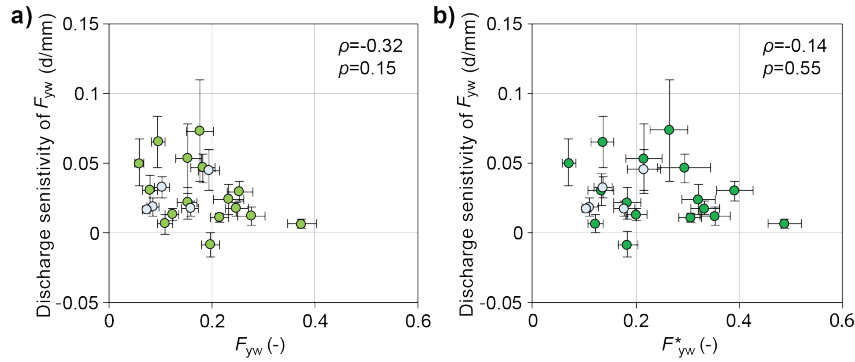 a)
Discharge senistivity of Fyw (d/mm)
0.15
0.1
0.05
0
-0.05
ρ=-0.32
p=0.15
0
0.2
0.4
0.6
Fyw (-)
b)
Discharge senistivity of Fyw (d/mm)
0.15
0.1
0.05
0
-0.05
ρ=-0.14
p=0.55
0
0.2
0.4
0.6
F*yw (-)